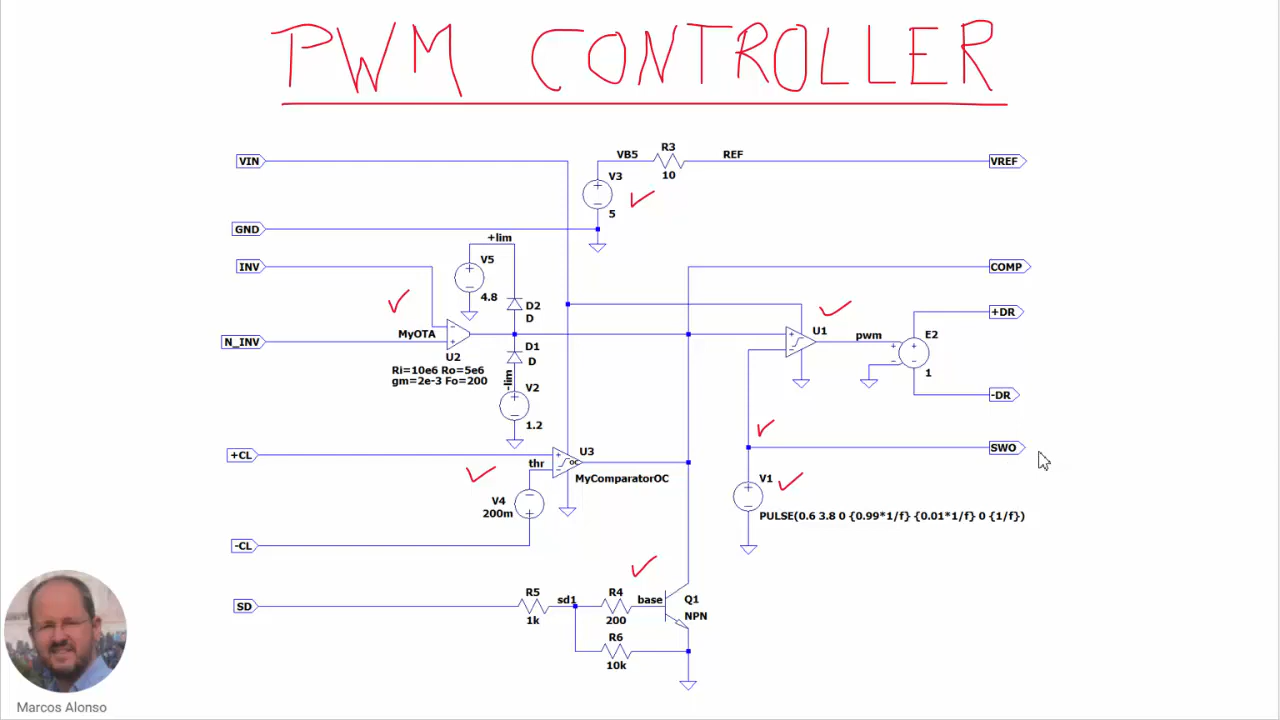 PWM CONTROLLER
VIN
VB5
R3
10
REF
VREF
V3
5
GND
+lim
INV
V5
4.8
COMP
D2
D
+DR
MyOTA
U1
pwm
E2
N_INV
U2
D1
D
Ri=10e6 Ro=5e6
gm=2e-3 Fo=200
-lim
V2
1.2
1
-DR
+CL
thr
OC
U3
MyComparatorOC
SWO
V4
200m
V1
PULSE(0.6 3.8 0 {0.99*1/f} {0.01*1/f} 0 {1/f})
-CL
SD
R5
1k
sd1
R4
200
base
Q1
NPN
R6
10k
Marcos Alonso